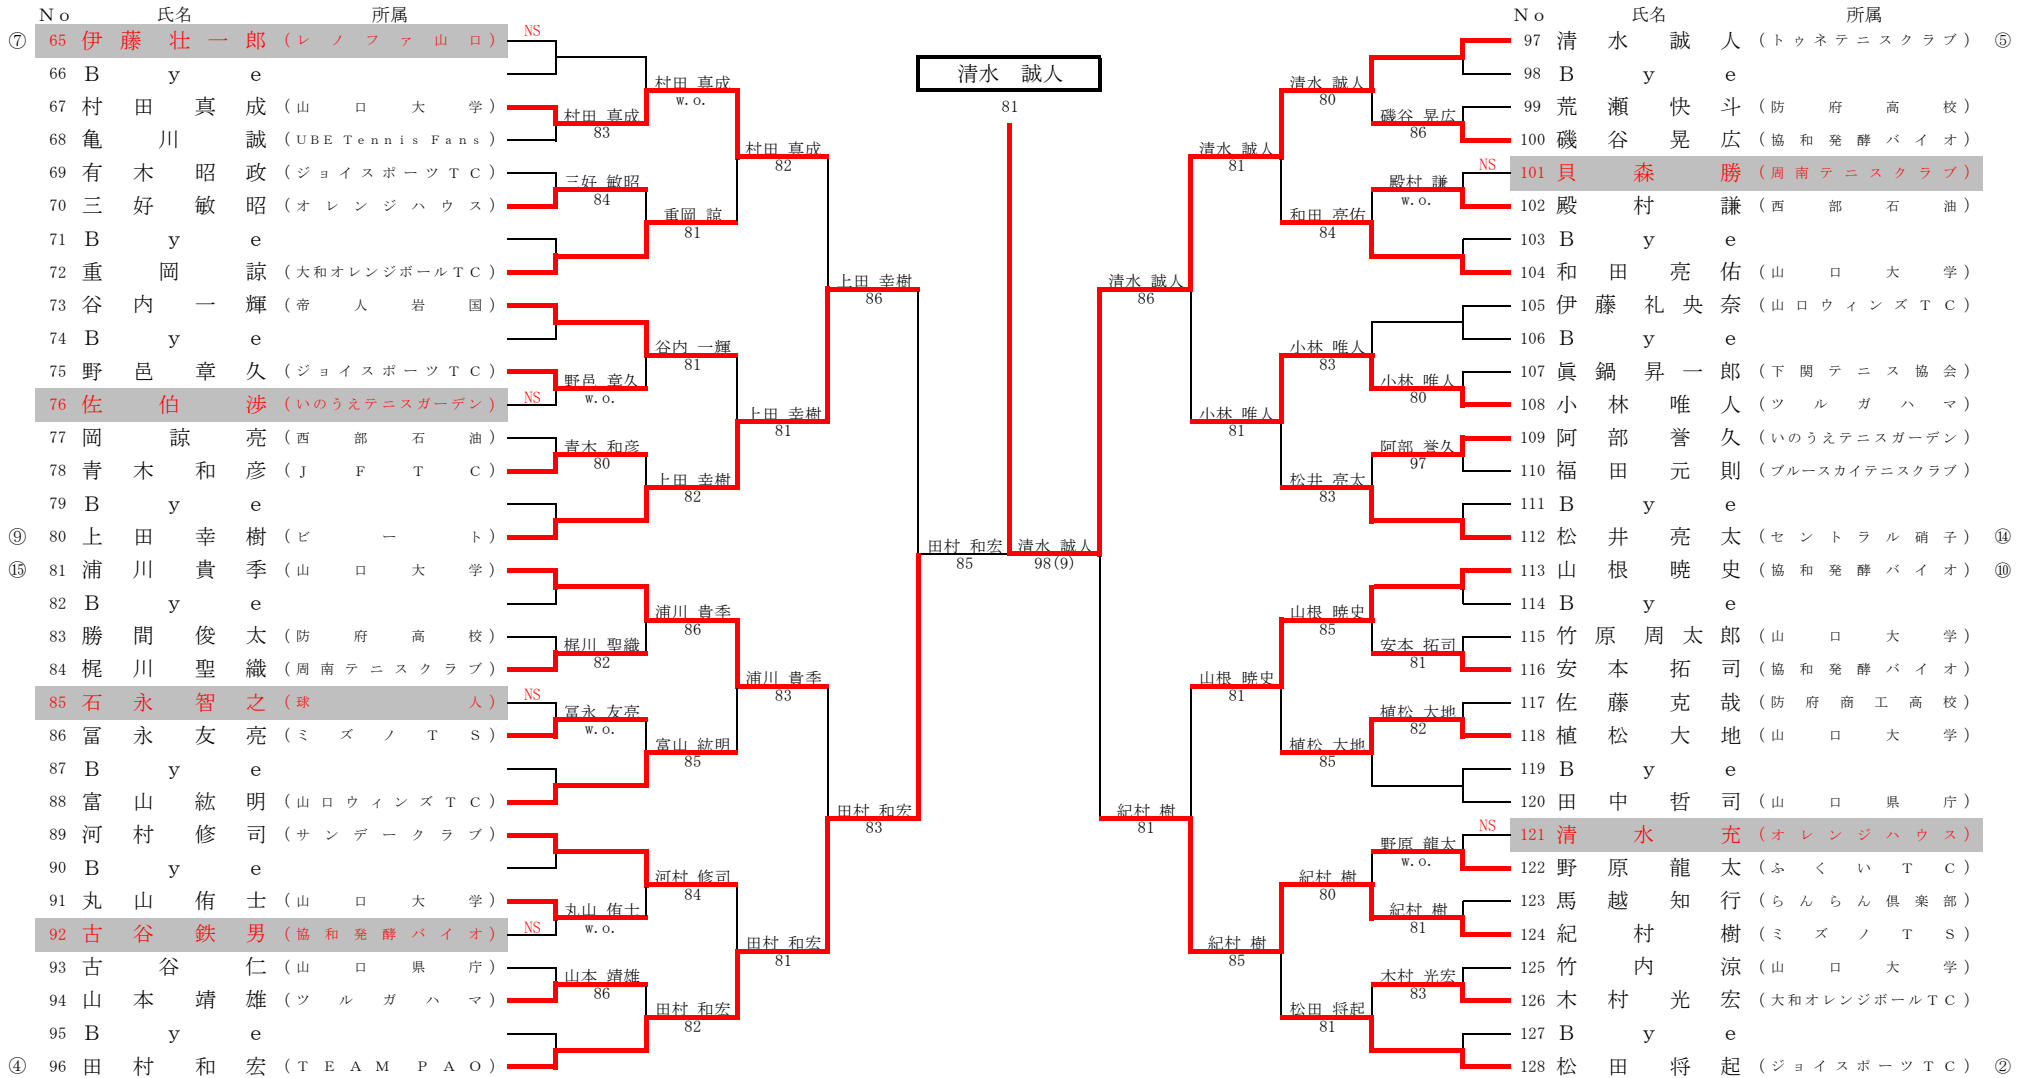 Ｎｏ 氏名 所属
⑦ 65 伊藤壮一郎 (レノファ山口) NS
66 Ｂｙｅ
67 村田真成 (山口大学)
68 亀川誠 (UBE Tennis Fans)
69 有木昭政 (ジョイスポーツＴＣ)
70 三好敏昭 (オレンジハウス)
71 Ｂｙｅ
72 重岡諒 (大和オレンジボールＴＣ)
73 谷内一輝 (帝人岩国)
74 Ｂｙｅ
75 野邑章久 (ジョイスポーツＴＣ)
76 佐伯渉 (いのうえテニスガーデン) NS
77 岡諒亮 (西部石油)
78 青木和彦 (ＪＦＴＣ)
79 Ｂｙｅ
⑨ 80 上田幸樹 (ビート)
⑮ 81 浦川貴季 (山口大学)
82 Ｂｙｅ
83 勝間俊太 (防府高校)
84 梶川聖織 (周南テニスクラブ)
85 石永智之 (球人) NS
86 冨永友亮 (ミズノＴＳ)
87 Ｂｙｅ
88 富山紘明 (山口ウィンズＴＣ)
89 河村修司 (サンデークラブ)
90 Ｂｙｅ
91 丸山侑士 (山口大学)
92 古谷鉄男 (協和発酵バイオ) NS
93 古谷仁 (山口県庁)
94 山本靖雄 (ツルガハマ)
95 Ｂｙｅ
④ 96 田村和宏 (ＴＥＡＭ ＰＡＯ)
村田 真成
83
三好 敏昭
84
野邑 章久
w.o.
青木 和彦
80
梶川 聖織
82
冨永 友亮
w.o.
丸山 侑士
w.o.
山本 靖雄
86
村田 真成
w.o.
重岡 諒
81
谷内 一輝
81
上田 幸樹
82
浦川 貴季
86
富山 紘明
85
河村 修司
84
田村 和宏
82
村田 真成
82
上田 幸樹
81
浦川 貴季
83
田村 和宏
81
上田 幸樹
86
田村 和宏
83
田村 和宏
85
清水 誠人
81
清水 誠人
98(9)
清水 誠人
86
紀村 樹
81
清水 誠人
81
小林 唯人
81
山根 暁史
81
紀村 樹
85
清水 誠人
80
和田 亮佑
84
小林 唯人
83
松井 亮太
83
山根 暁史
85
植松 大地
85
紀村 樹
80
松田 将起
81
磯谷 晃広
86
殿村 謙
w.o.
小林 唯人
80
阿部 誉久
97
安本 拓司
81
植松 大地
82
野原 龍太
w.o.
紀村 樹
81
木村 光宏
83
Ｎｏ 氏名 所属
97 清水誠人 (トゥネテニスクラブ) ⑤
98 Ｂｙｅ
99 荒瀬快斗 (防府高校)
100 磯谷晃広 (協和発酵バイオ)
NS 101 貝森勝 (周南テニスクラブ)
102 殿村謙 (西部石油)
103 Ｂｙｅ
104 和田亮佑 (山口大学)
105 伊藤礼央奈 (山口ウィンズＴＣ)
106 Ｂｙｅ
107 眞鍋昇一郎 (下関テニス協会)
108 小林唯人 (ツルガハマ)
109 阿部誉久 (いのうえテニスガーデン)
110 福田元則 (ブルースカイテニスクラブ)
111 Ｂｙｅ
112 松井亮太 (セントラル硝子) ⑭
113 山根暁史 (協和発酵バイオ) ⑩
114 Ｂｙｅ
115 竹原周太郎 (山口大学)
116 安本拓司 (協和発酵バイオ)
117 佐藤克哉 (防府商工高校)
118 植松大地 (山口大学)
119 Ｂｙｅ
120 田中哲司 (山口県庁)
NS 121 清水充 (オレンジハウス)
122 野原龍太 (ふくいＴＣ)
123 馬越知行 (らんらん倶楽部)
124 紀村樹 (ミズノＴＳ)
125 竹内涼 (山口大学)
126 木村光宏 (大和オレンジボールＴＣ)
127 Ｂｙｅ
128 松田将起 (ジョイスポーツＴＣ) ②